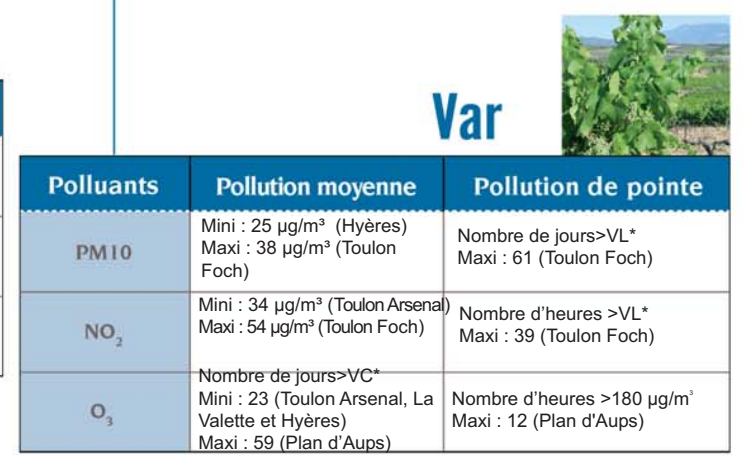 Var
Polluants
Pollution moyenne
Pollution de pointe
PM10
Mini : 25 µg/m³ (Hyères)
Maxi : 38 µg/m³ (Toulon
Foch)
Nombre de jours>VL*
Maxi : 61 (Toulon Foch)
NO₂
Mini : 34 µg/m³ (Toulon Arsenal)
Maxi : 54 µg/m³ (Toulon Foch)
Nombre d’heures >VL*
Maxi : 39 (Toulon Foch)
O₃
Nombre de jours>VC*
Mini : 23 (Toulon Arsenal, La
Valette et Hyères)
Maxi : 59 (Plan d’Aups)
Nombre d’heures >180 µg/m³
Maxi : 12 (Plan d'Aups)